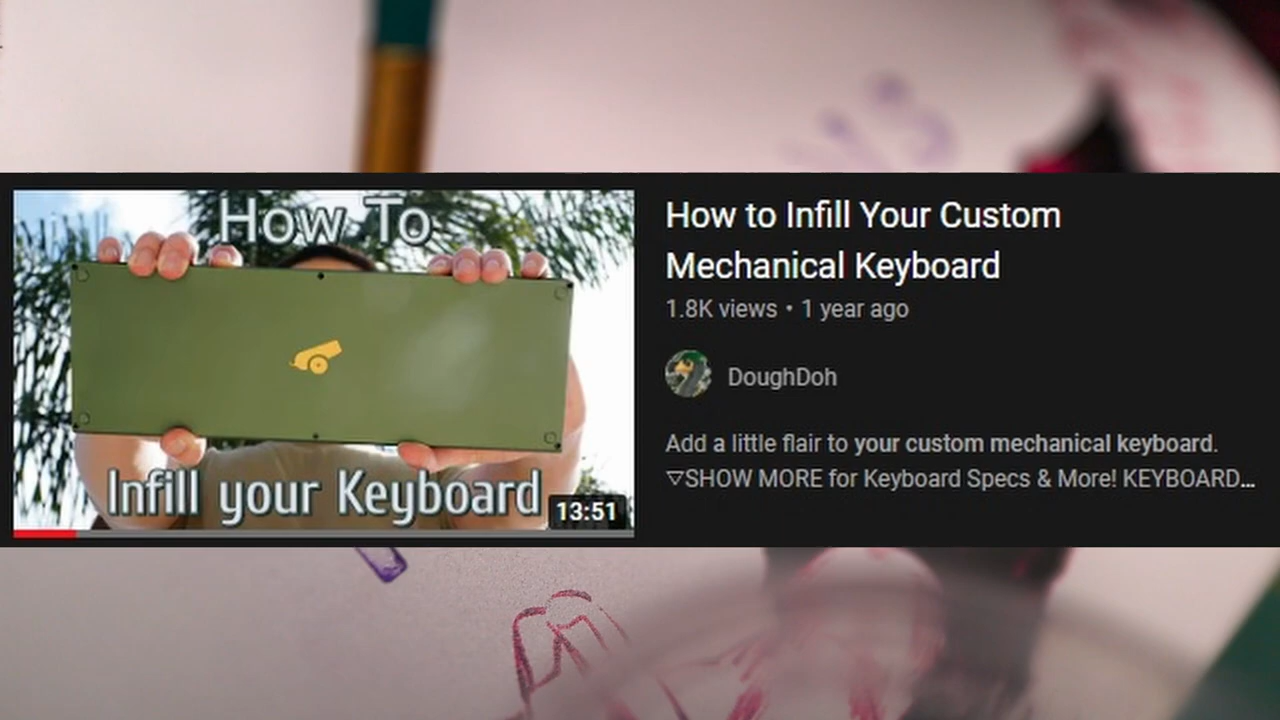 How To
Infill your Keyboard
13:51
How to Infill Your Custom
Mechanical Keyboard
1.8K views • 1 year ago
DoughDoh
Add a little flair to your custom mechanical keyboard.
▽SHOW MORE for Keyboard Specs & More! KEYBOARD...